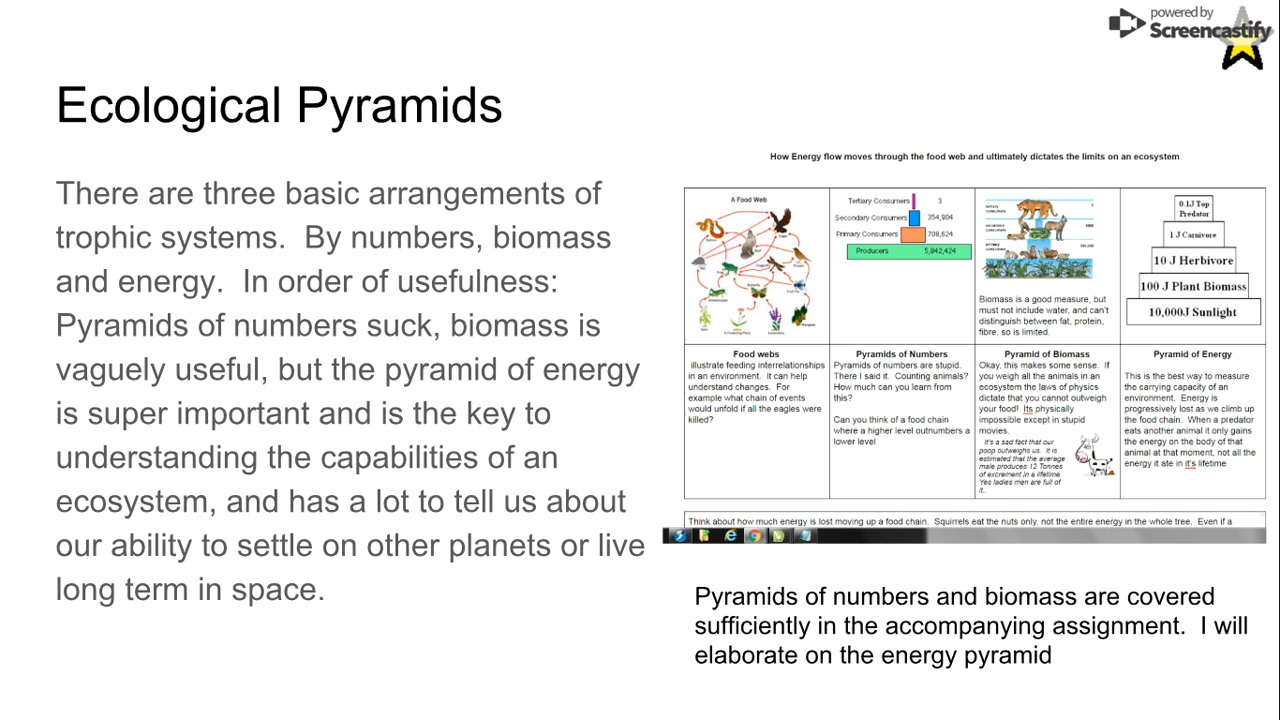 powered by
Screencastify
Ecological Pyramids
There are three basic arrangements of
trophic systems.  By numbers, biomass
and energy.  In order of usefulness:
Pyramids of numbers suck, biomass is
vaguely useful, but the pyramid of energy
is super important and is the key to
understanding the capabilities of an
ecosystem, and has a lot to tell us about
our ability to settle on other planets or live
long term in space.
How Energy flow moves through the food web and ultimately dictates the limits on an ecosystem
A Food Web
Tertiary Consumers 3
Secondary Consumers 354,904
Primary Consumers 708,624
Producers 5,842,424
tertiary
consumers
secondary
consumers
primary
consumers
Biomass is a good measure, but
must not include water, and can't
distinguish between fat, protein,
fibre, so is limited.
0.1J Top
Predator
1 J Carnivore
10 J Herbivore
100 J Plant Biomass
10,000J Sunlight
Food webs
illustrate feeding interrelationships
in an environment.  It can help
understand changes.  For
example what chain of events
would unfold if all the eagles were
killed?
Pyramids of Numbers
Pyramids of numbers are stupid.
There I said it.  Counting animals?
How much can you learn from
this?
Can you think of a food chain
where a higher level outnumbers a
lower level
Pyramid of Biomass
Okay, this makes some sense.  If
you weigh all the animals in an
ecosystem the laws of physics
dictate that you cannot outweigh
your food!  Its physically
impossible except in stupid
movies.
It's a sad fact that our
poop outweighs us.  It is
estimated that the average
male produces 12 Tonnes
of excrement in a lifetime.
Yes ladies men are full of
it..
Pyramid of Energy
This is the best way to measure
the carrying capacity of an
environment.  Energy is
progressively lost as we climb up
the food chain.  When a predator
eats another animal it only gains
the energy on the body of that
animal at that moment, not all the
energy it ate in it's lifetime
Think about how much energy is lost moving up a food chain.  Squirrels eat the nuts only, not the entire energy in the whole tree.  Even if a
Pyramids of numbers and biomass are covered
sufficiently in the accompanying assignment.  I will
elaborate on the energy pyramid